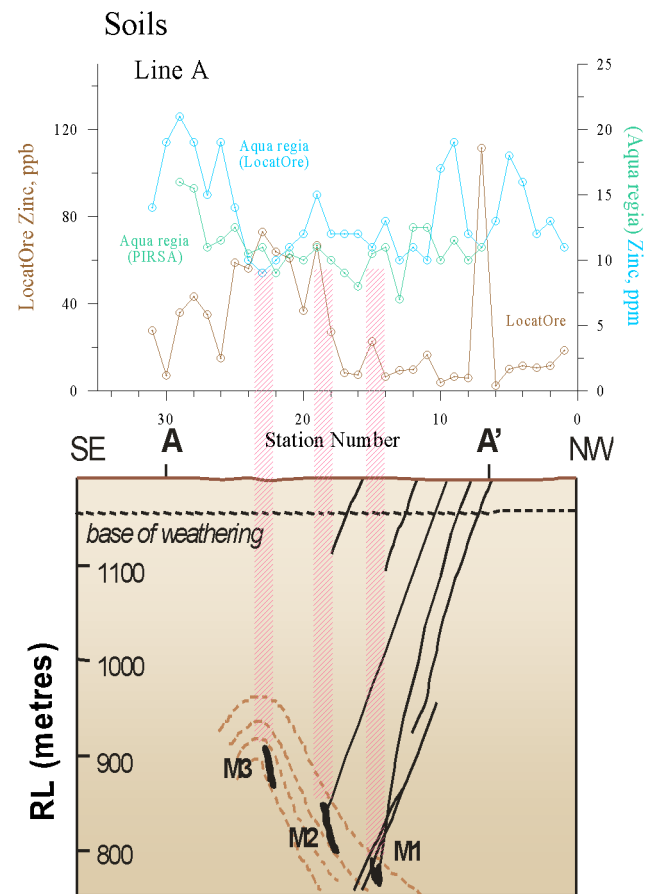 Soils
Line A
LocatOre Zinc, ppb
120
80
40
0
Aqua regia
(LocatOre)
Aqua regia
(PIRSA)
LocatOre
25
20
15
10
5
0
(Aqua regia) Zinc, ppm
30
20
10
0
Station Number
SE
A
A’
NW
base of weathering
1100
1000
900
800
RL (metres)
M3
M2
M1